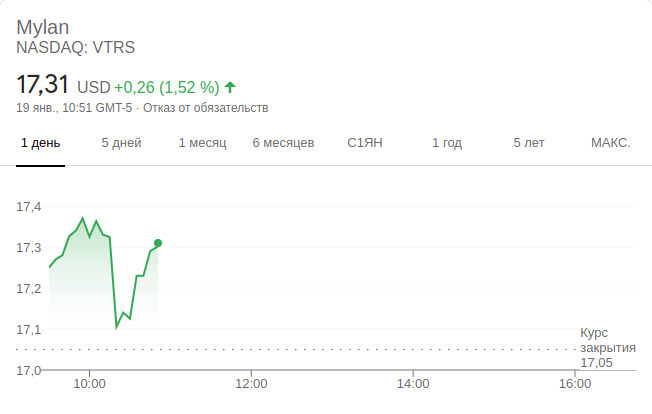 Mylan
NASDAQ: VTRS
17,31 USD +0,26 (1,52 %)
19 янв., 10:51 GMT-5 · Отказ от обязательств
1 день 5 дней 1 месяц 6 месяцев С1ЯН 1 год 5 лет МАКС.
17,4
17,3
17,2
17,1
17,0
Курс
закрытия
17,05
10:00 12:00 14:00 16:00